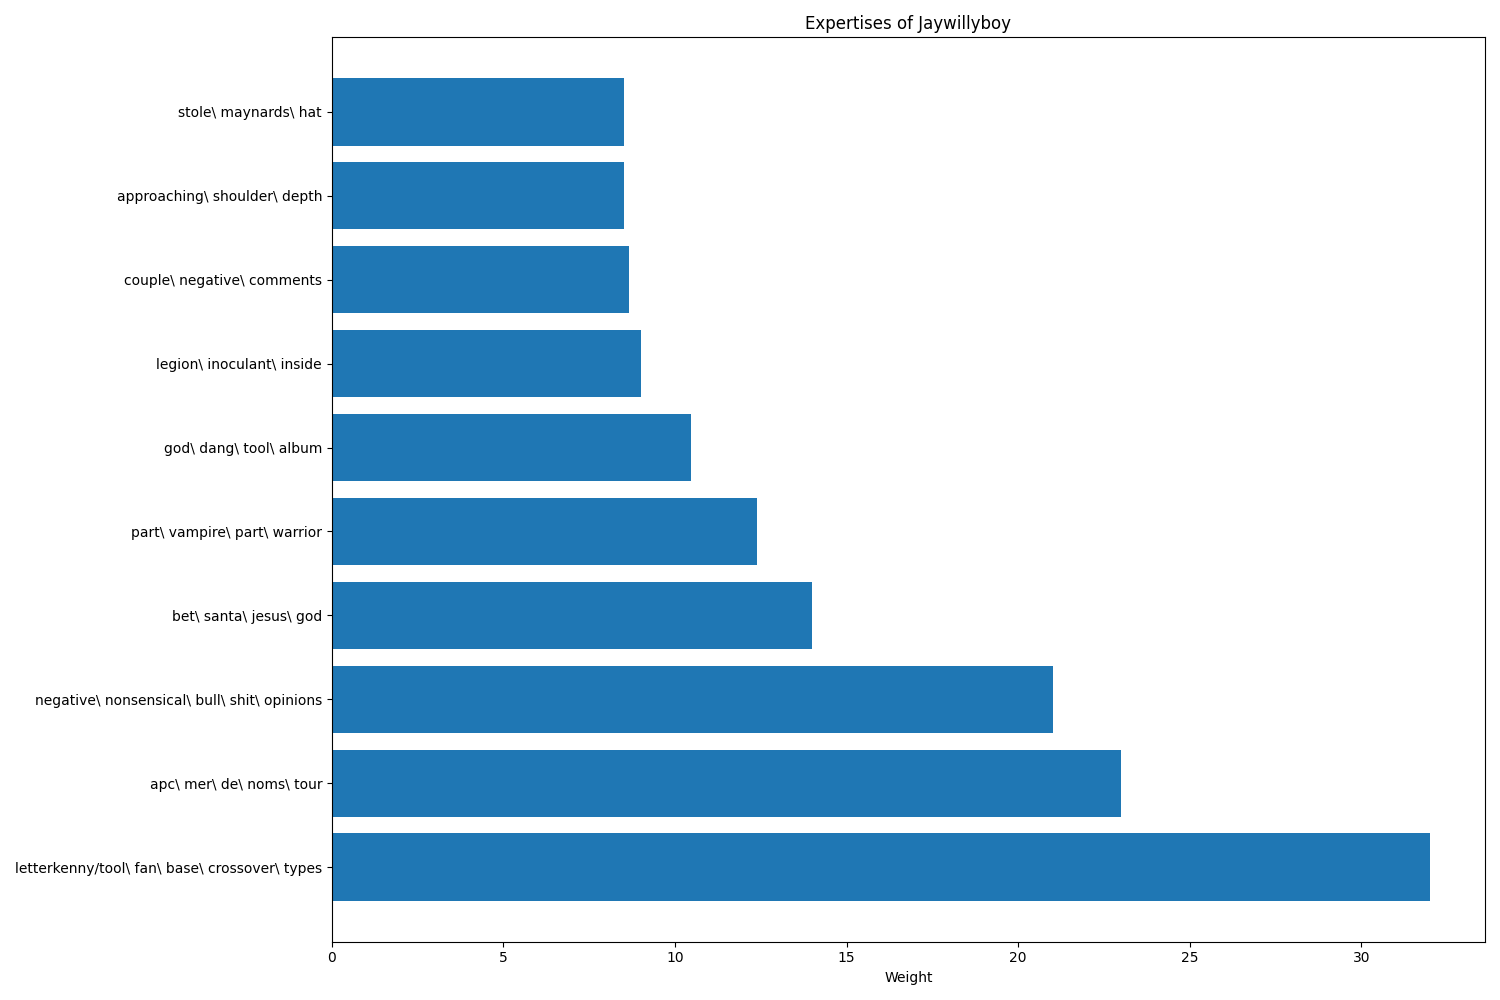 Expertises of Jaywillyboy
stole\ maynards\ hat
approaching\ shoulder\ depth
couple\ negative\ comments
legion\ inoculant\ inside
god\ dang\ tool\ album
part\ vampire\ part\ warrior
bet\ santa\ jesus\ god
negative\ nonsensical\ bull\ shit\ opinions
apc\ mer\ de\ noms\ tour
letterkenny/tool\ fan\ base\ crossover\ types
0 5 10 15 20 25 30
Weight